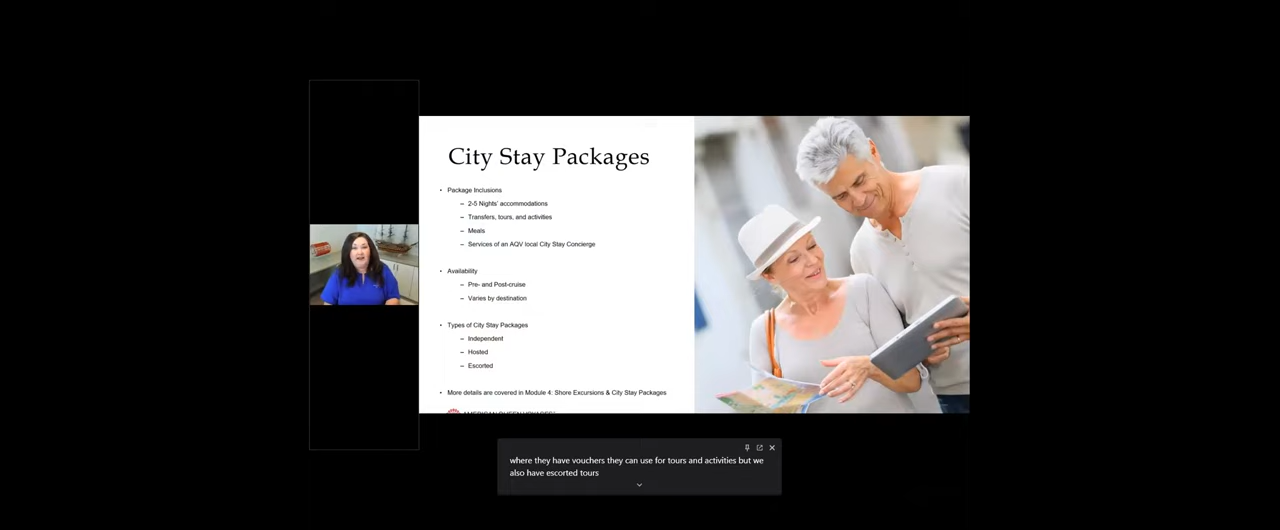 City Stay Packages
• Package Inclusions
– 2-5 Nights' accommodations
– Transfers, tours, and activities
– Meals
– Services of an AQV local City Stay Concierge
• Availability
– Pre- and Post-cruise
– Varies by destination
• Types of City Stay Packages
– Independent
– Hosted
– Escorted
• More details are covered in Module 4: Shore Excursions & City Stay Packages
AMERICAN QUEEN VOYAGES
where they have vouchers they can use for tours and activities but we
also have escorted tours